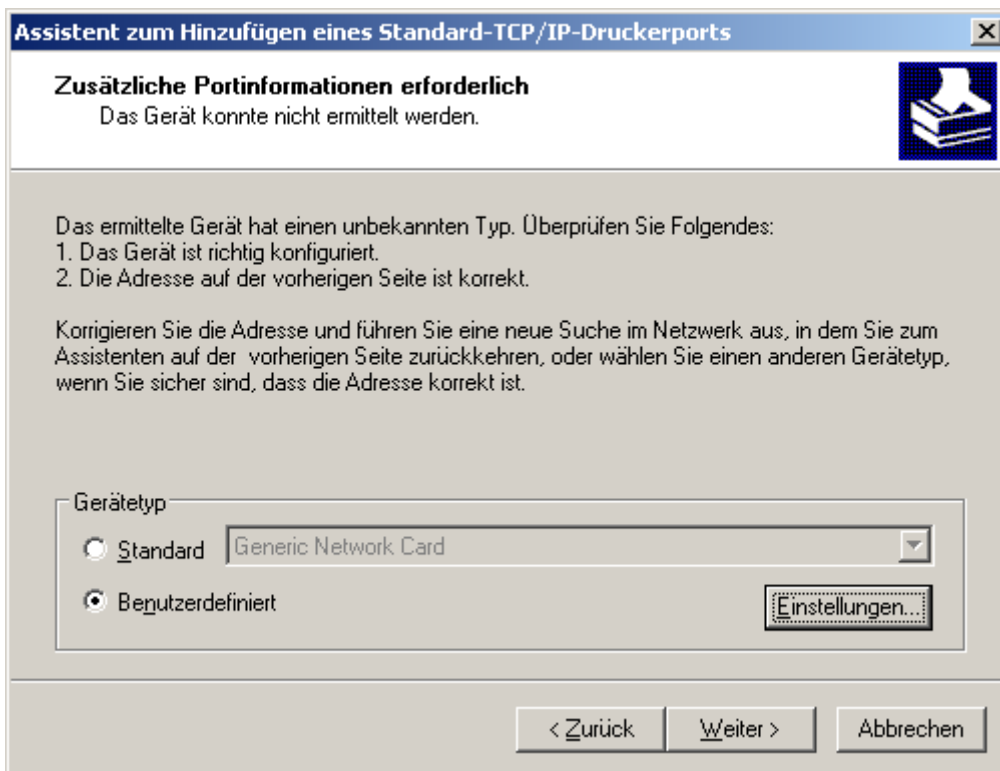 Assistent zum Hinzufügen eines Standard-TCP/IP-Druckerports
Zusätzliche Portinformationen erforderlich
Das Gerät konnte nicht ermittelt werden.
Das ermittelte Gerät hat einen unbekannten Typ. Überprüfen Sie Folgendes:
1. Das Gerät ist richtig konfiguriert.
2. Die Adresse auf der vorherigen Seite ist korrekt.
Korrigieren Sie die Adresse und führen Sie eine neue Suche im Netzwerk aus, in dem Sie zum
Assistenten auf der  vorherigen Seite zurückkehren, oder wählen Sie einen anderen Gerätetyp,
wenn Sie sicher sind, dass die Adresse korrekt ist.
Gerätetyp
Standard Generic Network Card
Benutzerdefiniert Einstellungen...
< Zurück Weiter > Abbrechen